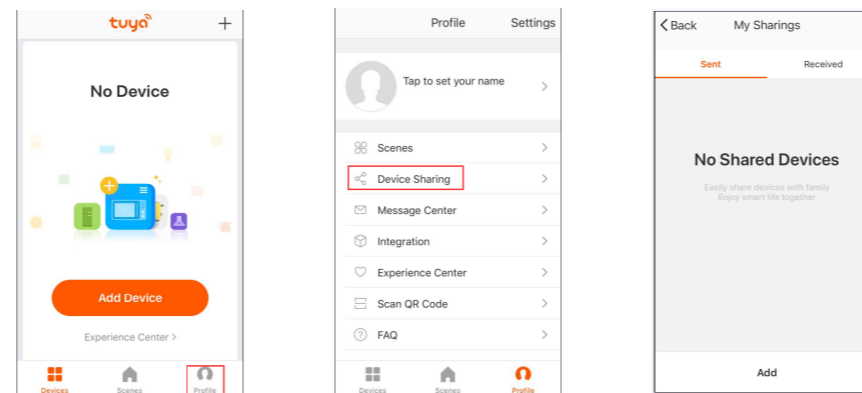 tuya
+
No Device
Add Device
Experience Center >
Devices
Scenes
Profile
Profile
Settings
Tap to set your name
Scenes
Device Sharing
Message Center
Integration
Experience Center
Scan QR Code
FAQ
Devices
Scenes
Profile
Back
My Sharings
Sent
Received
No Shared Devices
Easily share devices with family
Enjoy smart life together
Add